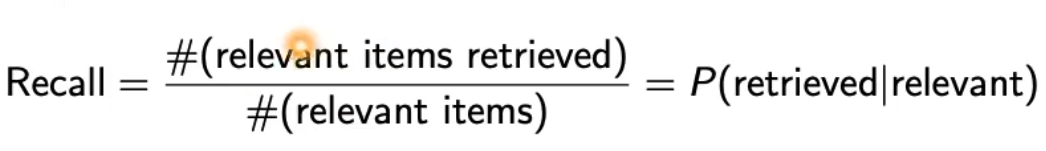 Recall = #(relevant items retrieved) / #(relevant items) = P(retrieved|relevant)